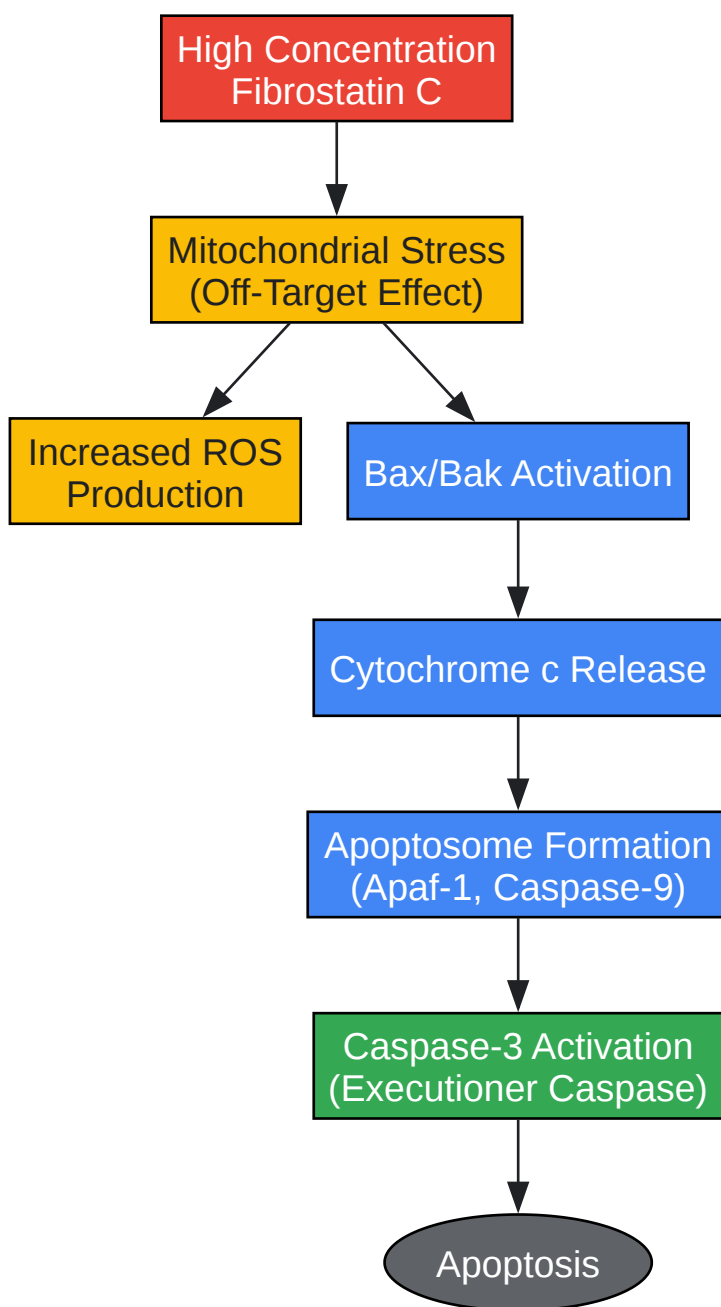 High Concentration
Fibrostatin C
Mitochondrial Stress
(Off-Target Effect)
Increased ROS
Production
Bax/Bak Activation
Cytochrome c Release
Apoptosome Formation
(Apaf-1, Caspase-9)
Caspase-3 Activation
(Executioner Caspase)
Apoptosis